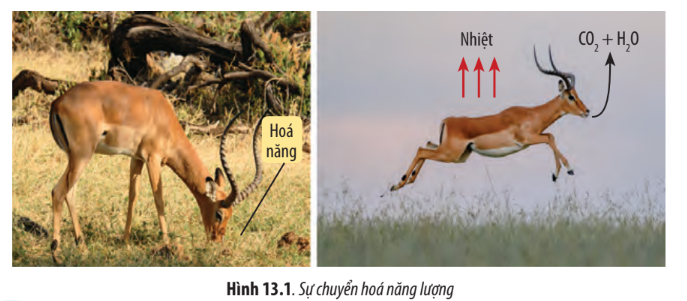 Hoá
năng
Nhiệt
CO₂ + H₂O
Hình 13.1. Sự chuyển hoá năng lượng